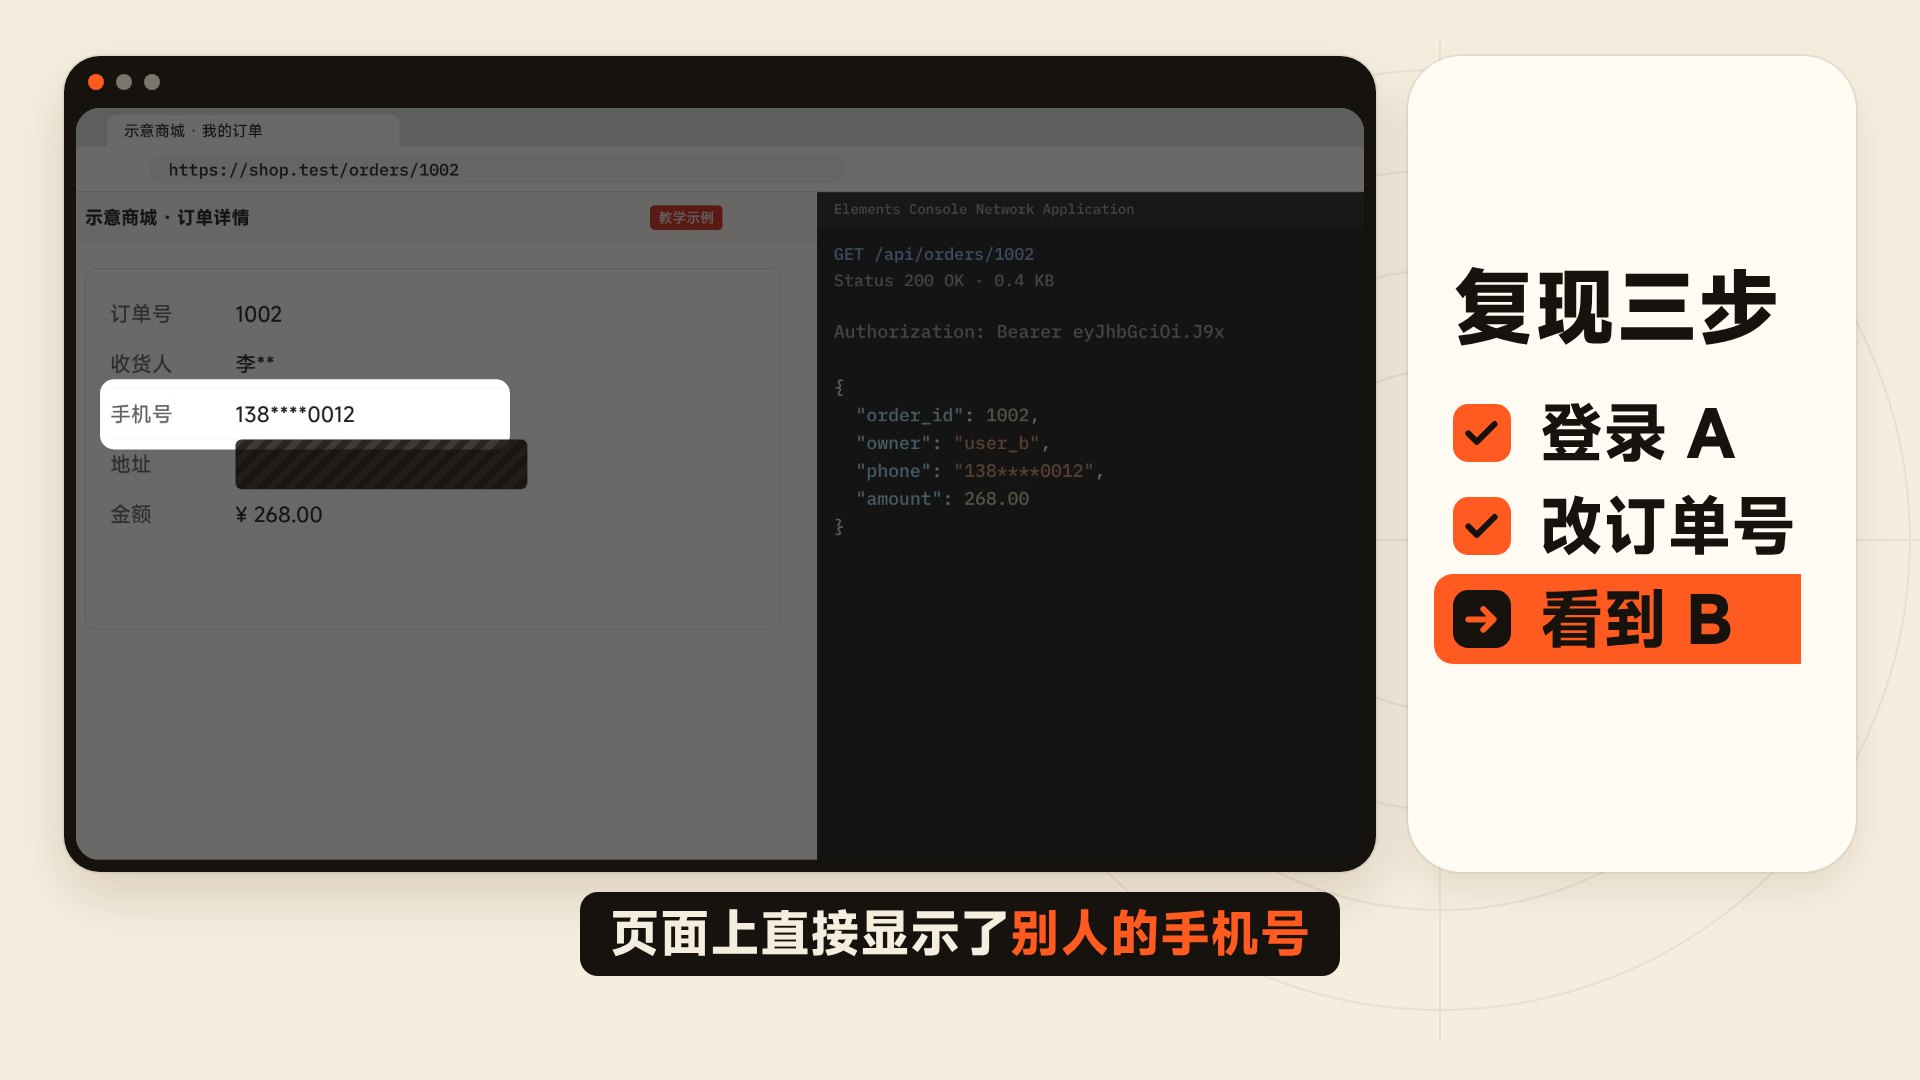 示意商城 · 我的订单
https://shop.test/orders/1002
示意商城 · 订单详情
教学示例
订单号 1002
收货人 李**
手机号 138****0012
地址
金额 ¥ 268.00
Elements Console Network Application
GET /api/orders/1002
Status 200 OK · 0.4 KB
Authorization: Bearer eyJhbGciOi.J9x
{
"order_id": 1002,
"owner": "user_b",
"phone": "138****0012",
"amount": 268.00
}
复现三步
登录 A
改订单号
看到 B
页面上直接显示了别人的手机号